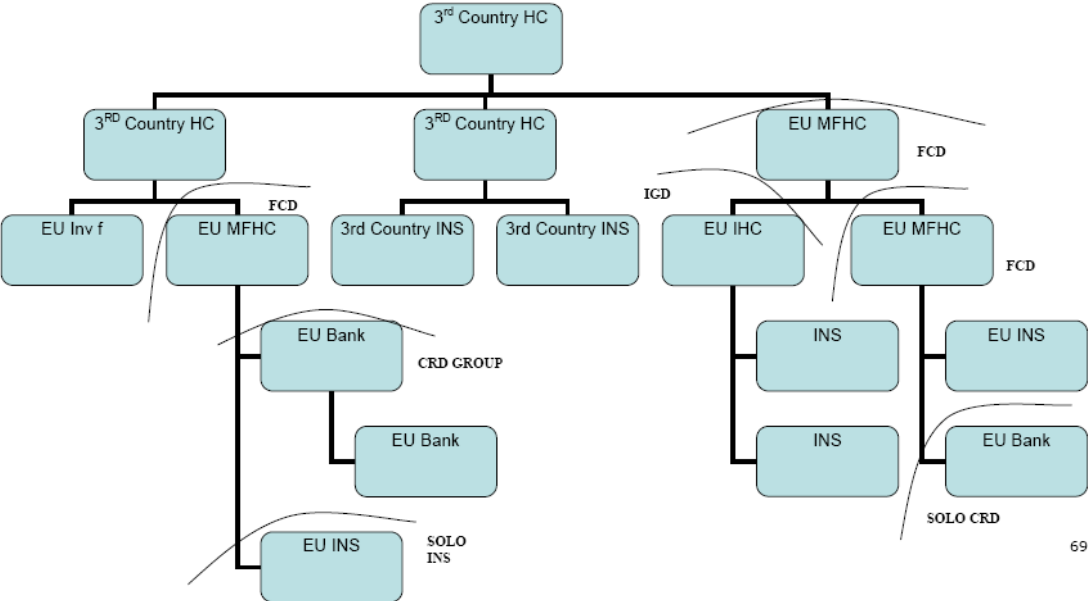 3rd Country HC
3RD Country HC
3RD Country HC
EU MFHC
FCD
EU Inv f
EU MFHC
FCD
3rd Country INS
3rd Country INS
IGD
EU IHC
EU MFHC
FCD
EU Bank
CRD GROUP
INS
EU INS
EU Bank
INS
EU Bank
SOLO CRD
EU INS
SOLO
INS
69